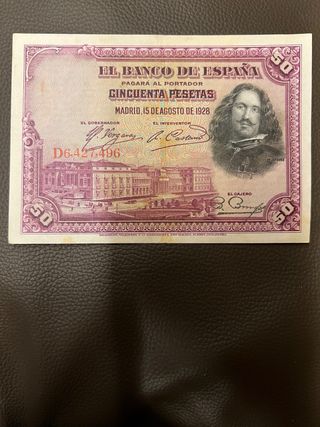 50
EL BANCO DE ESPAÑA
50
PAGARÁ AL PORTADOR
CINCUENTA PESETAS
MADRID, 15 DE AGOSTO DE 1928
EL GOBERNADOR
EL INTERVENTOR
D6,427,496
EL CAJERO
50
50